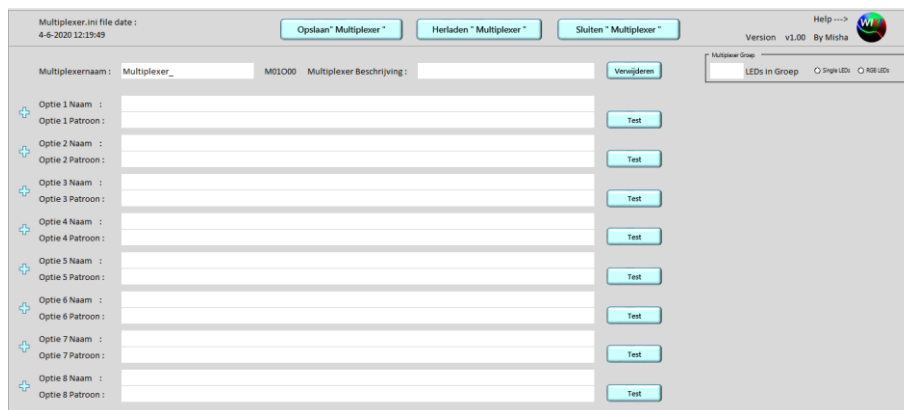 Multiplexer.ini file date :
4-6-2020 12:19:49
Opslaan" Multiplexer "
Herladen " Multiplexer "
Sluiten " Multiplexer "
Help --->
Version v1.00 By Misha
Multiplexernaam : Multiplexer_ M01O00 Multiplexer Beschrijving : Verwijderen
Multiplexer Groep
LEDs in Groep Single LEDs RGB LEDs
Optie 1 Naam :
Optie 1 Patroon : Test
Optie 2 Naam :
Optie 2 Patroon : Test
Optie 3 Naam :
Optie 3 Patroon : Test
Optie 4 Naam :
Optie 4 Patroon : Test
Optie 5 Naam :
Optie 5 Patroon : Test
Optie 6 Naam :
Optie 6 Patroon : Test
Optie 7 Naam :
Optie 7 Patroon : Test
Optie 8 Naam :
Optie 8 Patroon : Test